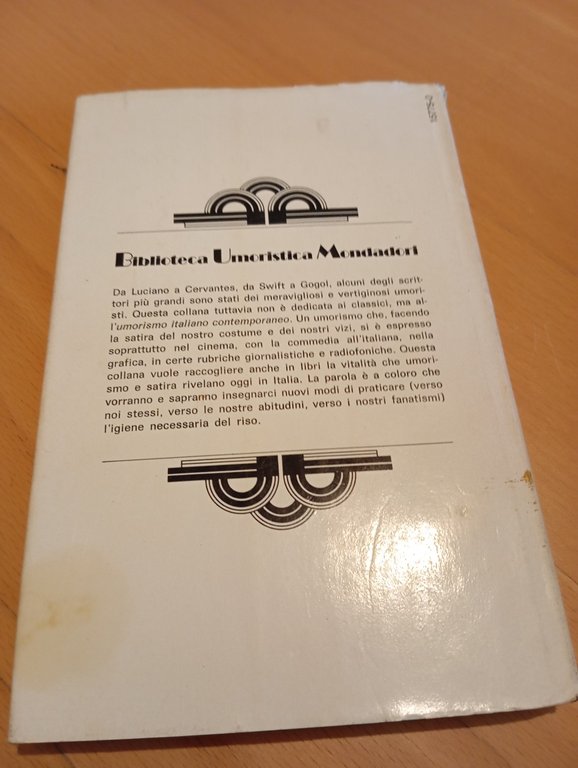 Biblioteca Umoristica Mondadori
Da Luciano a Cervantes, da Swift a Gogol, alcuni degli scrit-
tori più grandi sono stati dei meravigliosi e vertiginosi umori-
sti. Questa collana tuttavia non è dedicata ai classici, ma al-
l'umorismo italiano contemporaneo. Un umorismo che, facendo
la satira del nostro costume e dei nostri vizi, si è espresso
soprattutto nel cinema, con la commedia all'italiana, nella
grafica, in certe rubriche giornalistiche e radiofoniche. Questa
collana vuole raccogliere anche in libri la vitalità che umori-
smo e satira rivelano oggi in Italia. La parola è a coloro che
vorranno e sapranno insegnarci nuovi modi di praticare (verso
noi stessi, verso le nostre abitudini, verso i nostri fanatismi)
l'igiene necessaria del riso.